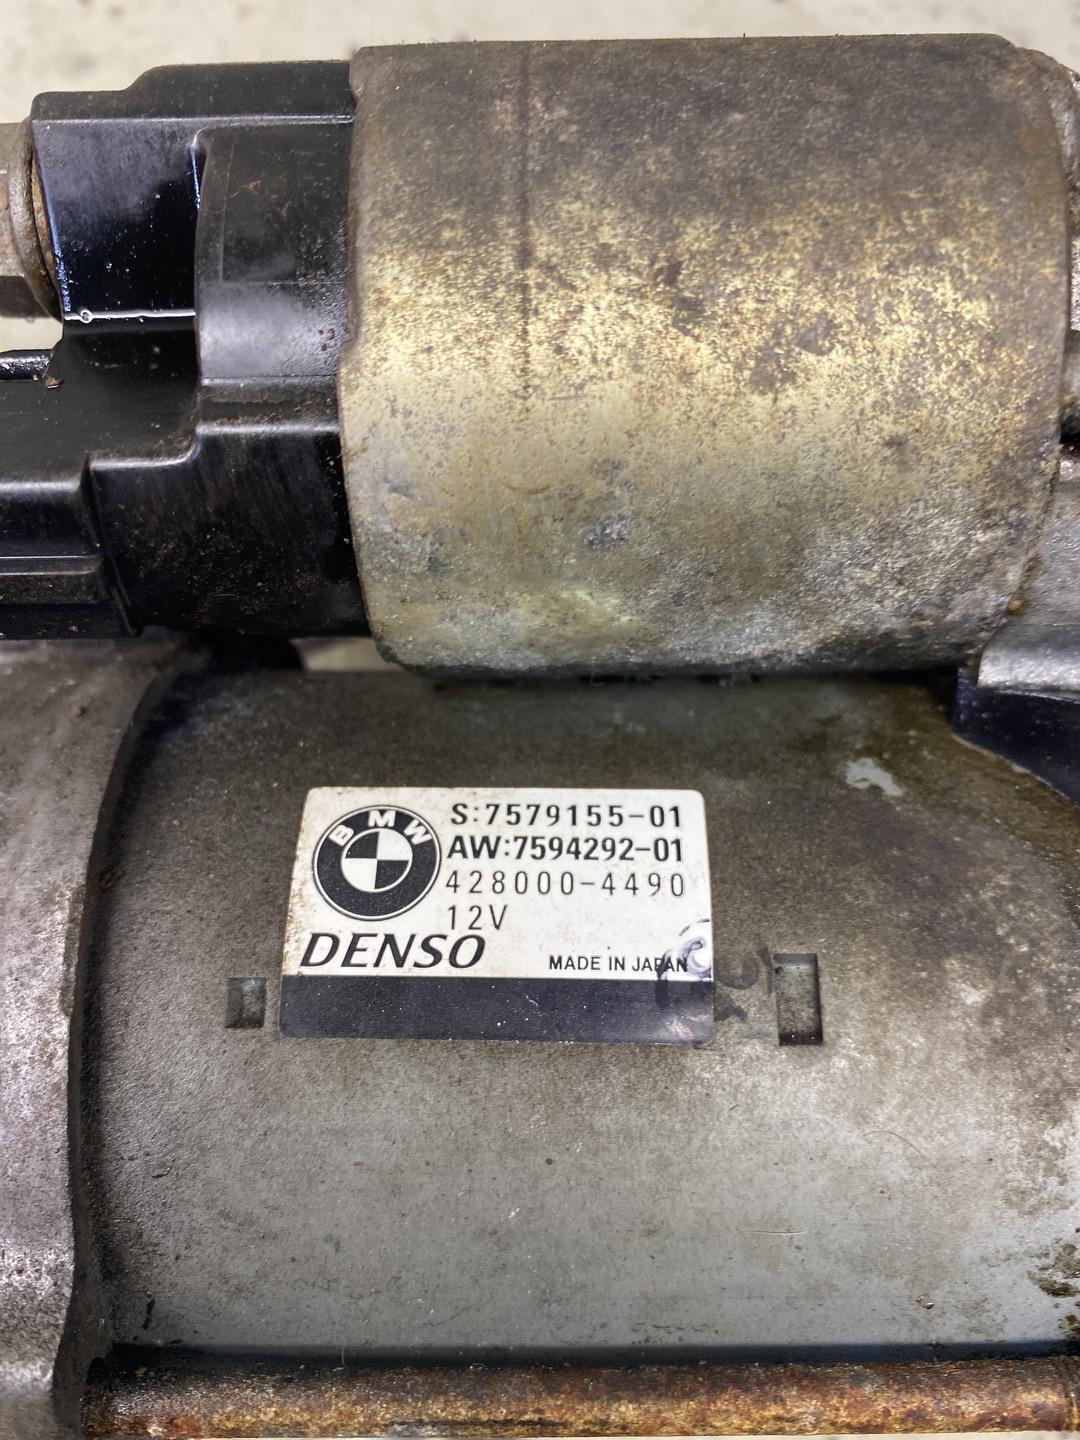 BMW
S:7579155-01
AW:7594292-01
428000-4490
12V
DENSO
MADE IN JAPAN